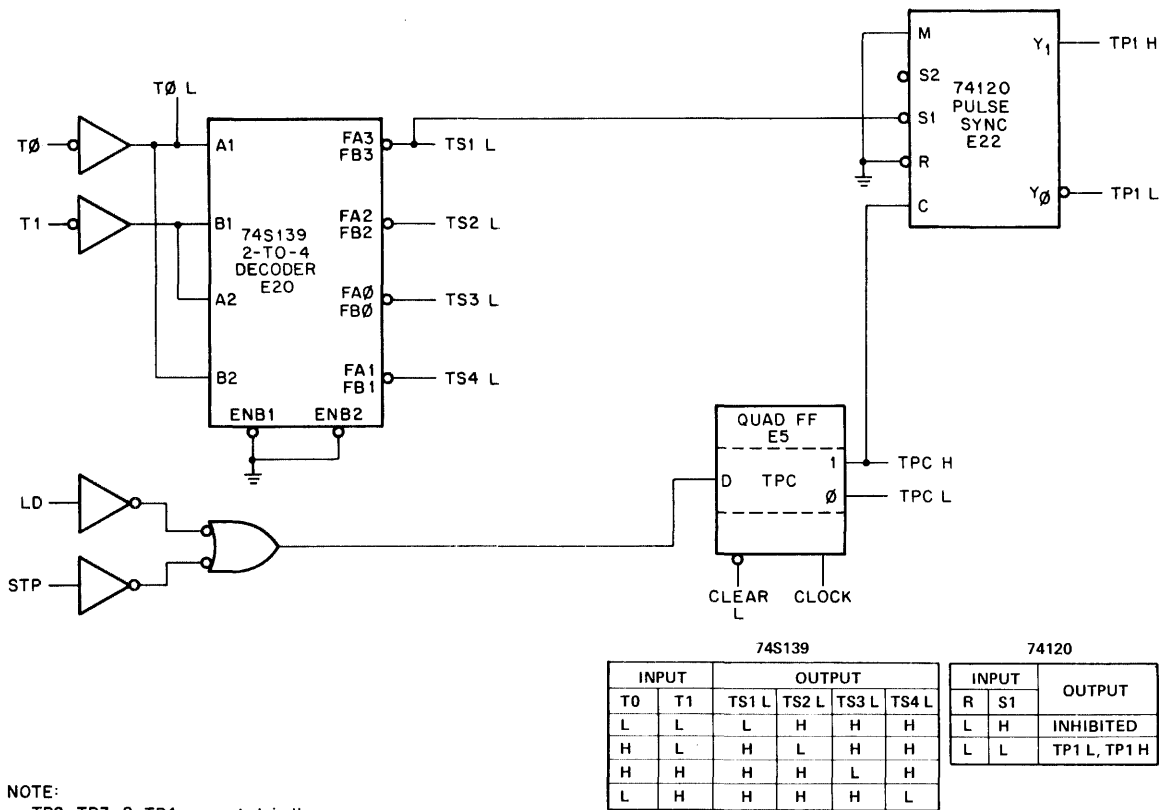 TØ L
TØ
T1
A1
B1
A2
B2
74S139
2-TO-4
DECODER
E20
FA3
FB3
FA2
FB2
FAØ
FBØ
FA1
FB1
ENB1 ENB2
TS1 L
TS2 L
TS3 L
TS4 L
M
S2
S1
R
C
74120
PULSE
SYNC
E22
Y1
YØ
TP1 H
TP1 L
LD
STP
QUAD FF
E5
D TPC
1
Ø
TPC H
TPC L
CLEAR
L
CLOCK
74S139
INPUT OUTPUT
T0 T1 TS1 L TS2 L TS3 L TS4 L
L L L H H H
H L H L H H
H H H H L H
L H H H H L
74120
INPUT OUTPUT
R S1
L H INHIBITED
L L TP1 L, TP1 H
NOTE: